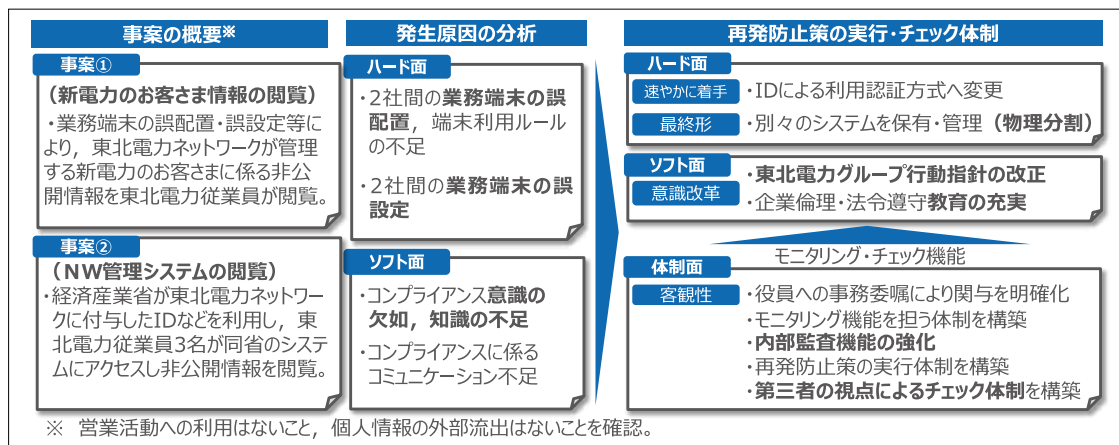 事案の概要※
事案①
（新電力のお客さま情報の閲覧）
・業務端末の誤配置・誤設定等に
より，東北電力ネットワークが管理
する新電力のお客さまに係る非公
開情報を東北電力従業員が閲覧。
事案②
（NW管理システムの閲覧）
・経済産業省が東北電力ネットワー
クに付与したIDなどを利用し，東
北電力従業員3名が同省のシステ
ムにアクセスし非公開情報を閲覧。
発生原因の分析
ハード面
・2社間の業務端末の誤
配置，端末利用ルール
の不足
・2社間の業務端末の誤
設定
ソフト面
・コンプライアンス意識の
欠如，知識の不足
・コンプライアンスに係る
コミュニケーション不足
再発防止策の実行・チェック体制
ハード面
速やかに着手 ・IDによる利用認証方式へ変更
最終形 ・別々のシステムを保有・管理（物理分割）
ソフト面
意識改革 ・東北電力グループ行動指針の改正
・企業倫理・法令遵守教育の充実
モニタリング・チェック機能
体制面
客観性 ・役員への事務委嘱により関与を明確化
・モニタリング機能を担う体制を構築
・内部監査機能の強化
・再発防止策の実行体制を構築
・第三者の視点によるチェック体制を構築
※ 営業活動への利用はないこと，個人情報の外部流出はないことを確認。